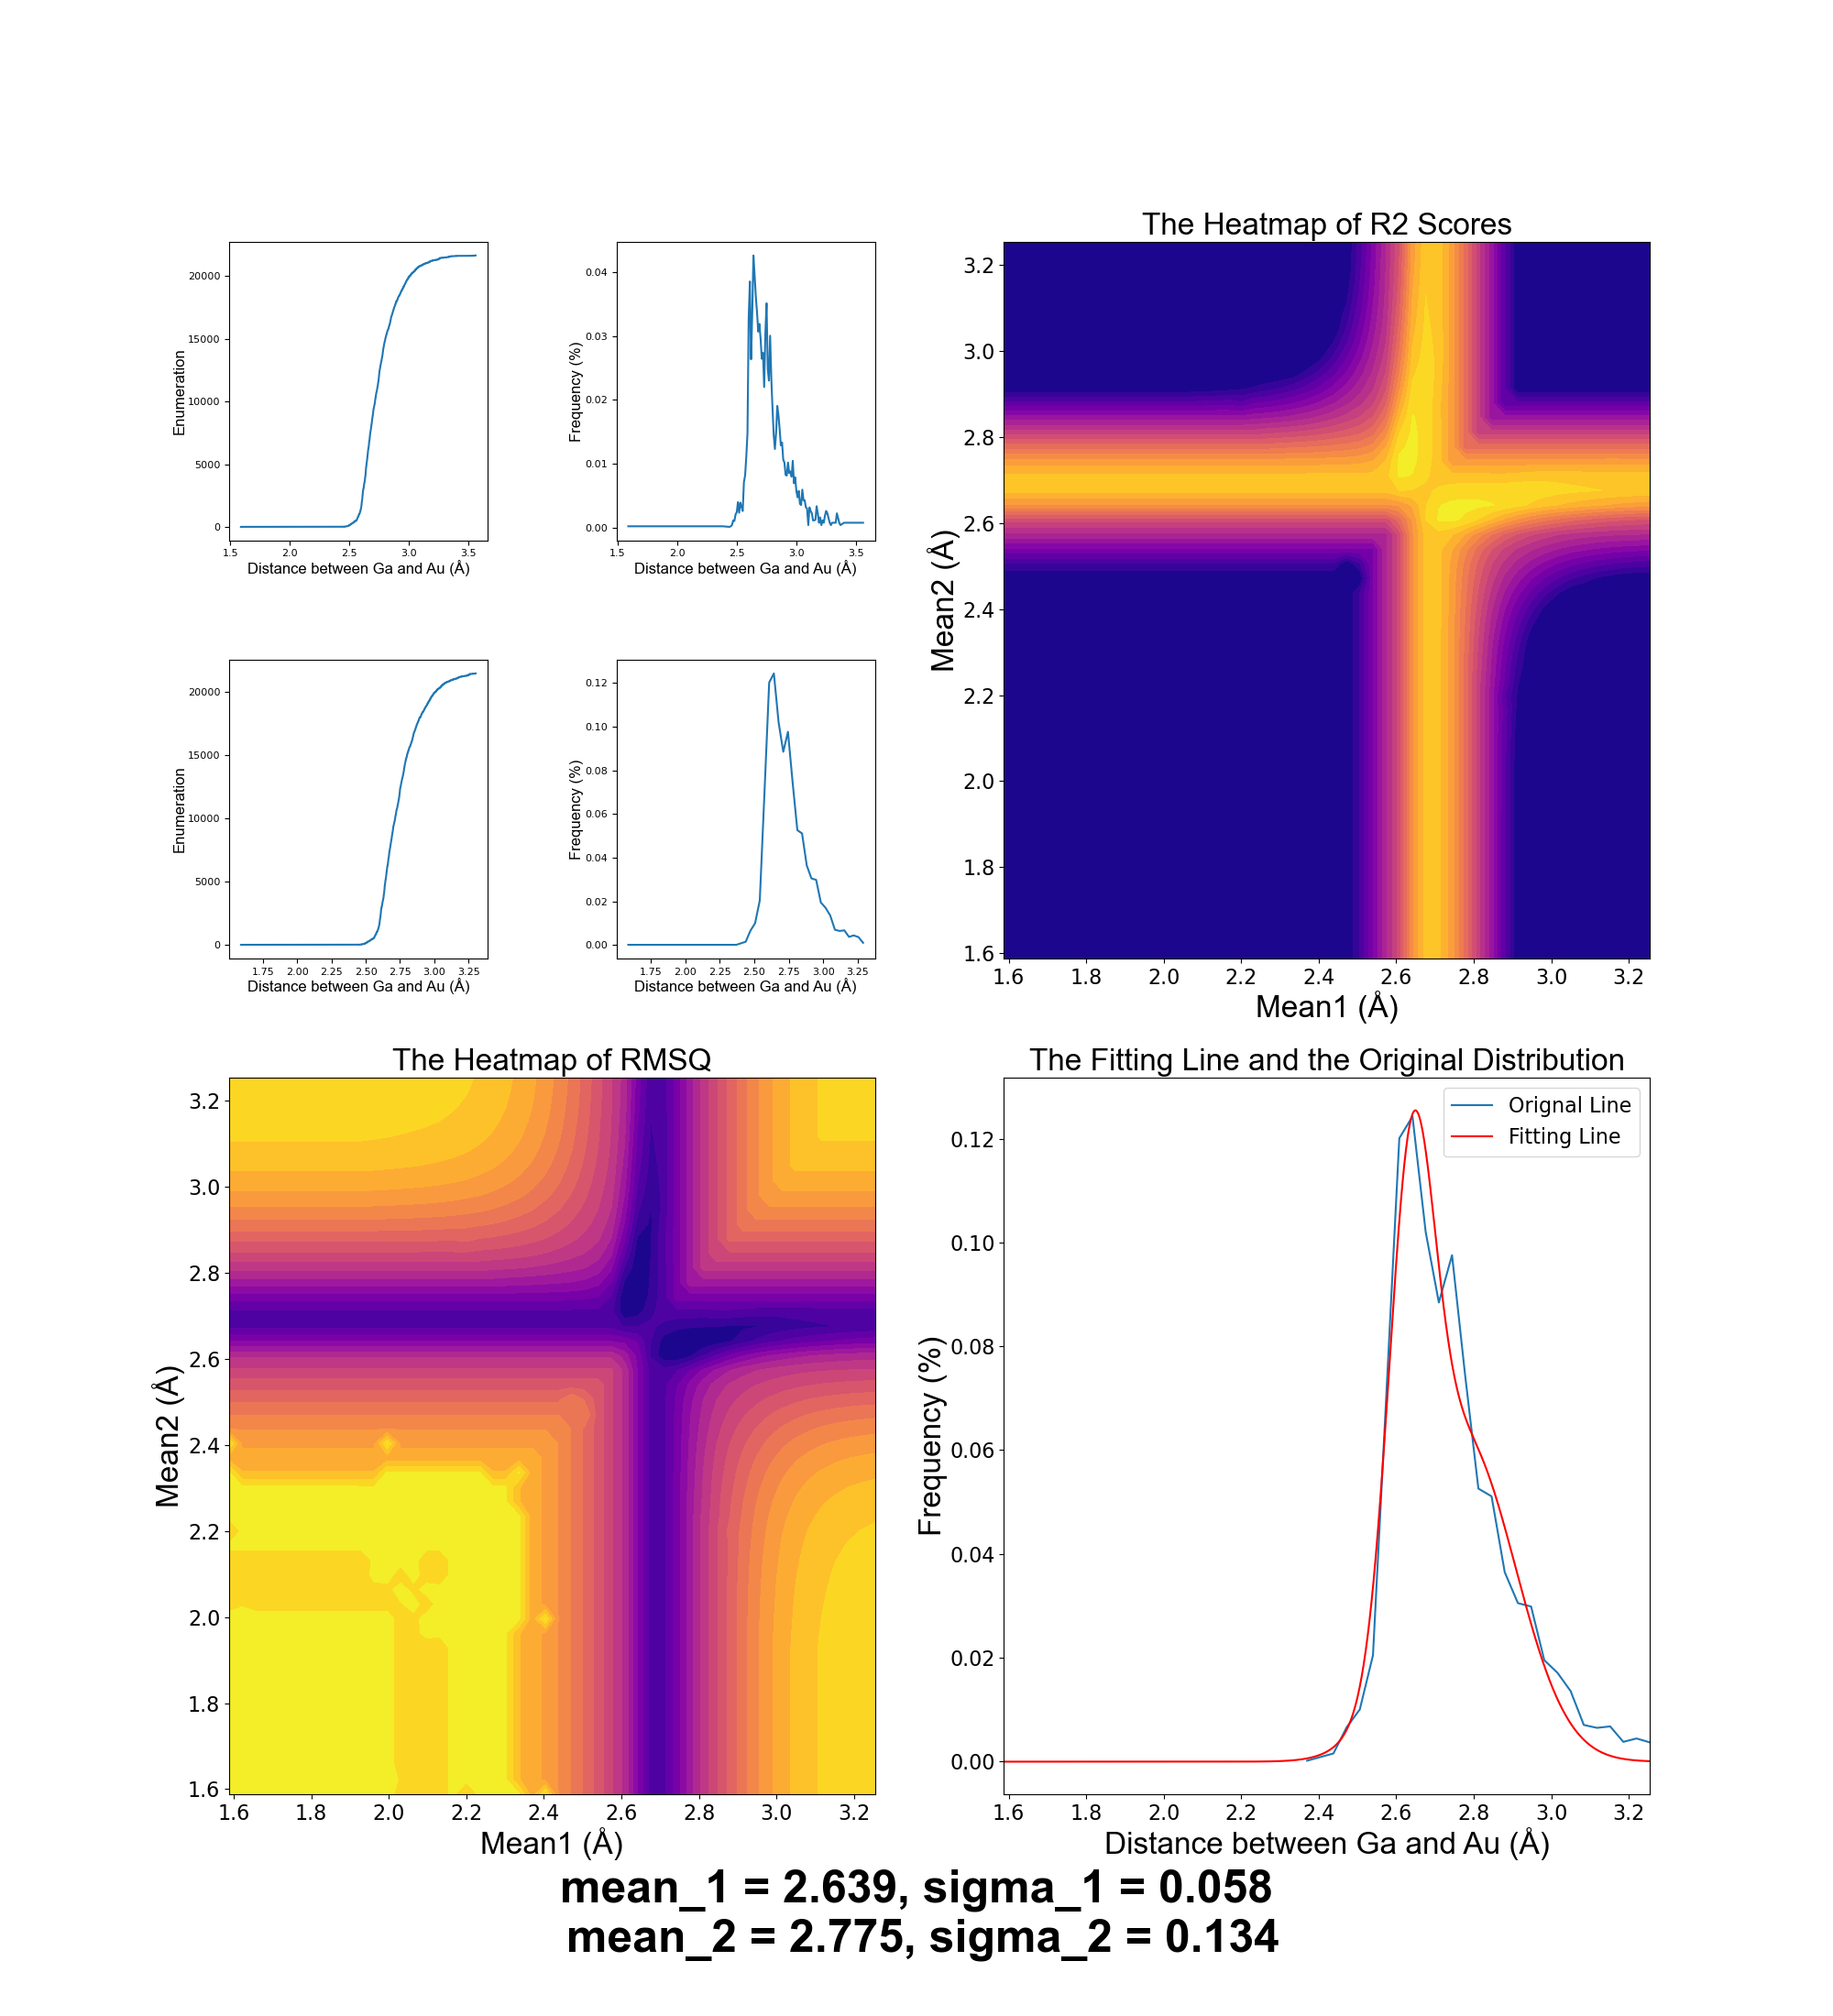 The Heatmap of R2 Scores
20000
15000
10000
5000
0
Enumeration
1.5 2.0 2.5 3.0 3.5
Distance between Ga and Au (Å)
0.04
0.03
0.02
0.01
0.00
Frequency (%)
1.5 2.0 2.5 3.0 3.5
Distance between Ga and Au (Å)
20000
15000
10000
5000
0
Enumeration
1.75 2.00 2.25 2.50 2.75 3.00 3.25
Distance between Ga and Au (Å)
0.12
0.10
0.08
0.06
0.04
0.02
0.00
Frequency (%)
1.75 2.00 2.25 2.50 2.75 3.00 3.25
Distance between Ga and Au (Å)
3.2
3.0
2.8
2.6
2.4
2.2
2.0
1.8
1.6
Mean2 (Å)
1.6 1.8 2.0 2.2 2.4 2.6 2.8 3.0 3.2
Mean1 (Å)
The Heatmap of RMSQ
3.2
3.0
2.8
2.6
2.4
2.2
2.0
1.8
1.6
Mean2 (Å)
1.6 1.8 2.0 2.2 2.4 2.6 2.8 3.0 3.2
Mean1 (Å)
The Fitting Line and the Original Distribution
Orignal Line
Fitting Line
0.12
0.10
0.08
0.06
0.04
0.02
0.00
Frequency (%)
1.6 1.8 2.0 2.2 2.4 2.6 2.8 3.0 3.2
Distance between Ga and Au (Å)
mean_1 = 2.639, sigma_1 = 0.058
mean_2 = 2.775, sigma_2 = 0.134